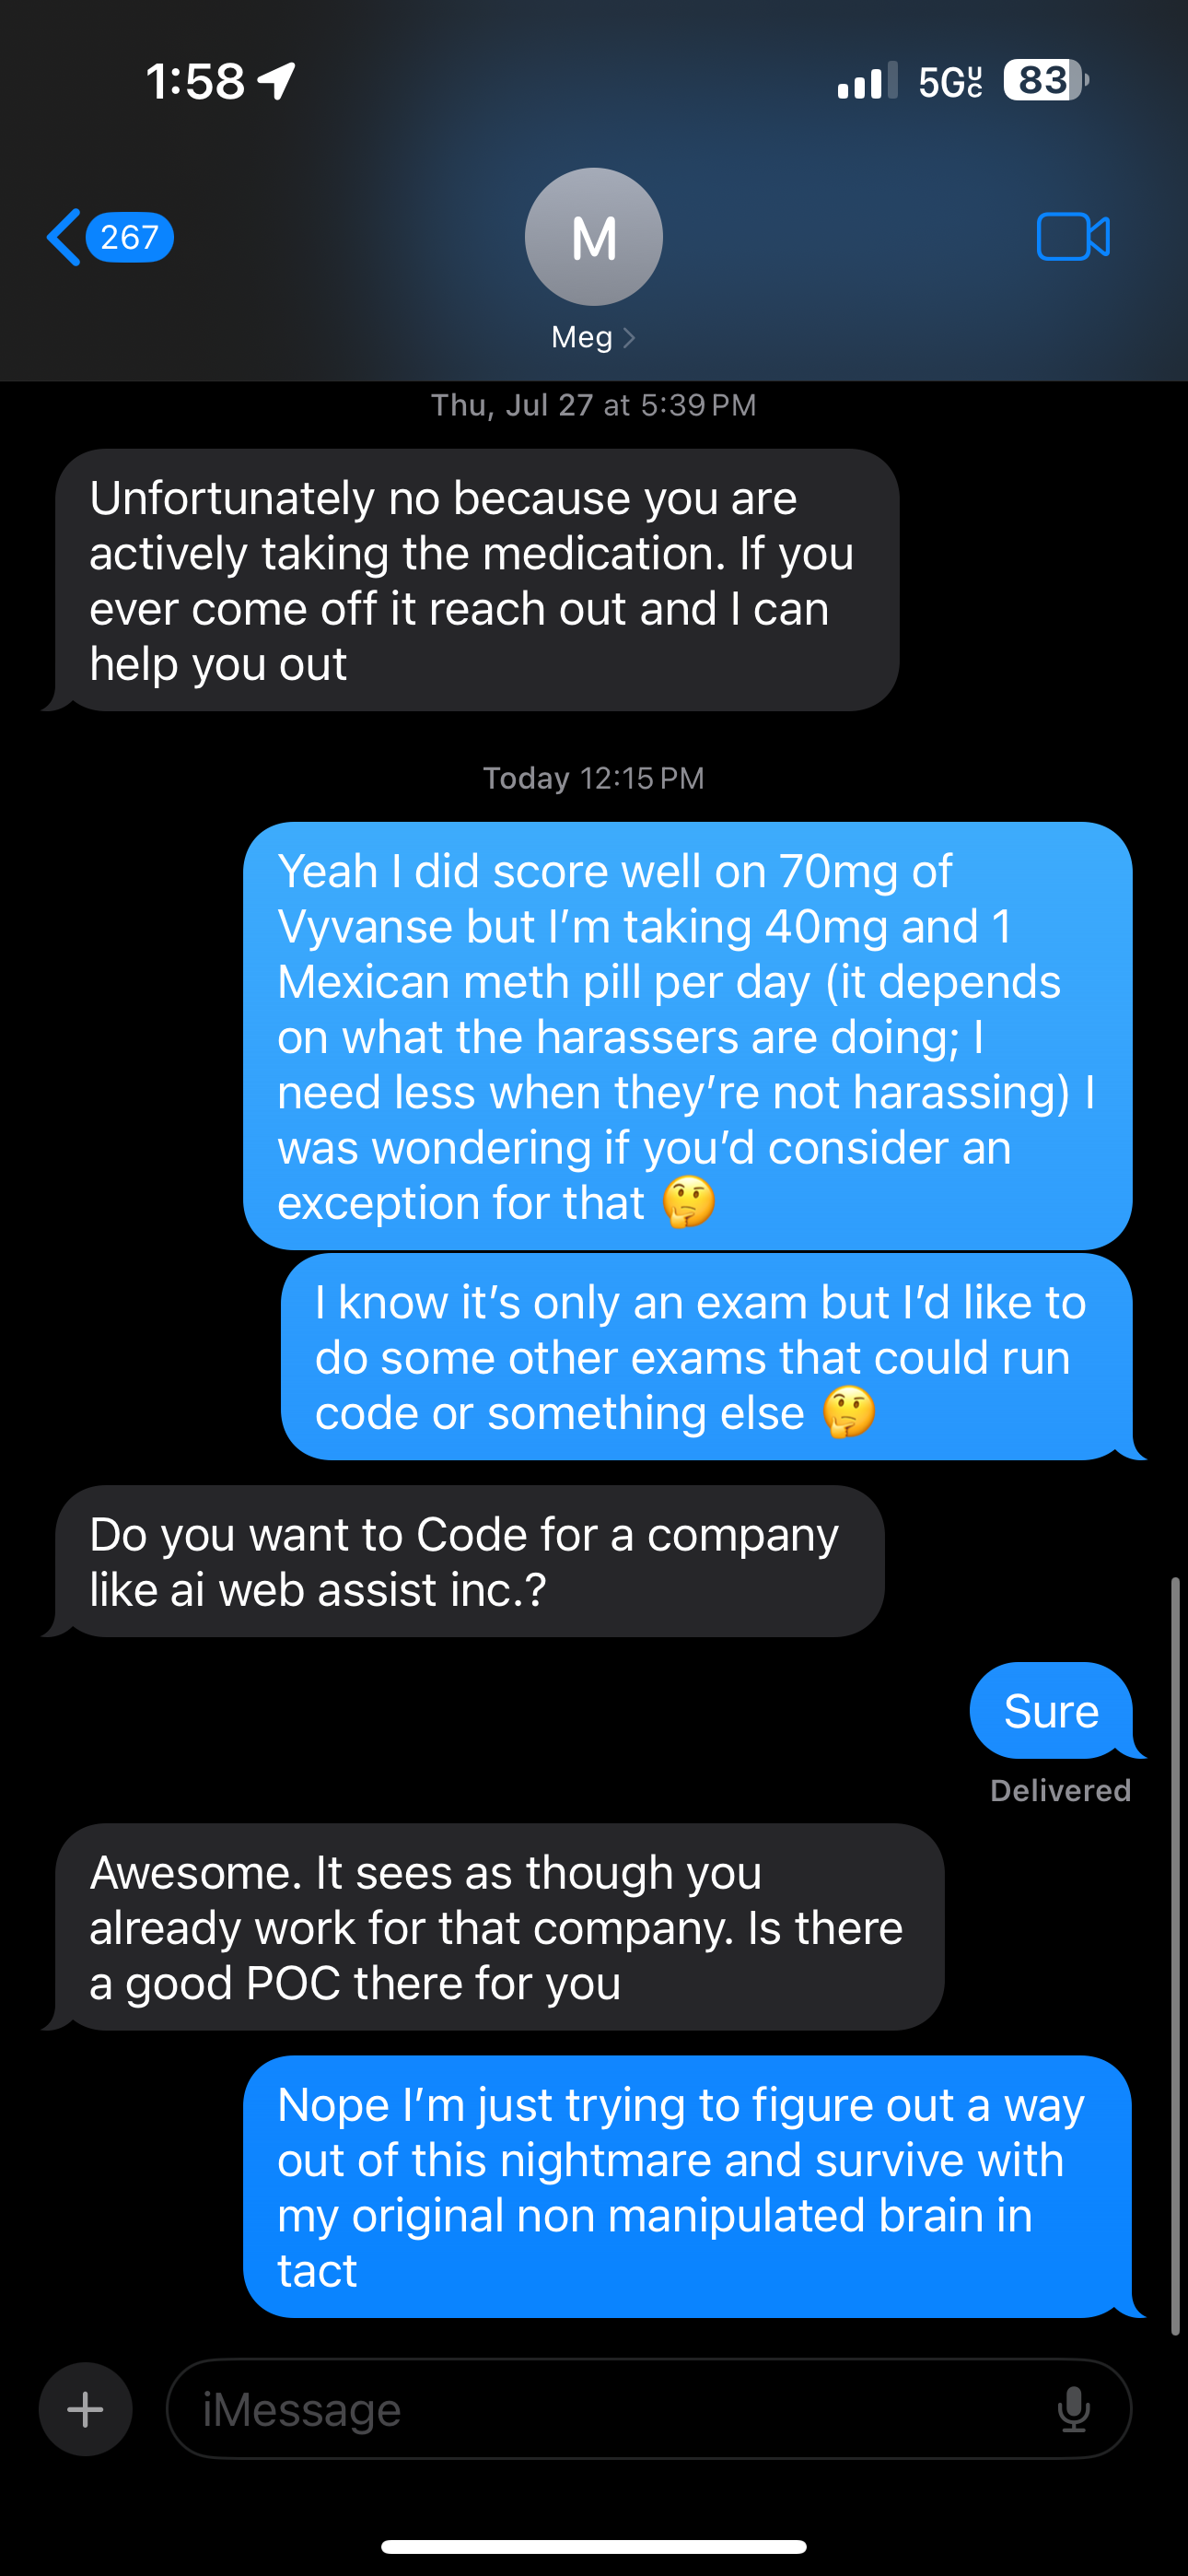 1:58
5G UC
83
267
M
Meg
Thu, Jul 27 at 5:39 PM
Unfortunately no because you are
actively taking the medication. If you
ever come off it reach out and I can
help you out
Today 12:15 PM
Yeah I did score well on 70mg of
Vyvanse but I’m taking 40mg and 1
Mexican meth pill per day (it depends
on what the harassers are doing; I
need less when they’re not harassing) I
was wondering if you’d consider an
exception for that 🤔
I know it’s only an exam but I’d like to
do some other exams that could run
code or something else 🤔
Do you want to Code for a company
like ai web assist inc.?
Sure
Delivered
Awesome. It sees as though you
already work for that company. Is there
a good POC there for you
Nope I’m just trying to figure out a way
out of this nightmare and survive with
my original non manipulated brain in
tact
iMessage